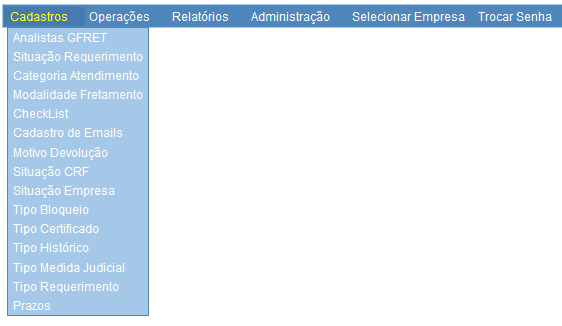 Cadastros Operações Relatórios Administração Selecionar Empresa Trocar Senha
Analistas GFRET
Situação Requerimento
Categoria Atendimento
Modalidade Fretamento
CheckList
Cadastro de Emails
Motivo Devolução
Situação CRF
Situação Empresa
Tipo Bloqueio
Tipo Certificado
Tipo Histórico
Tipo Medida Judicial
Tipo Requerimento
Prazos